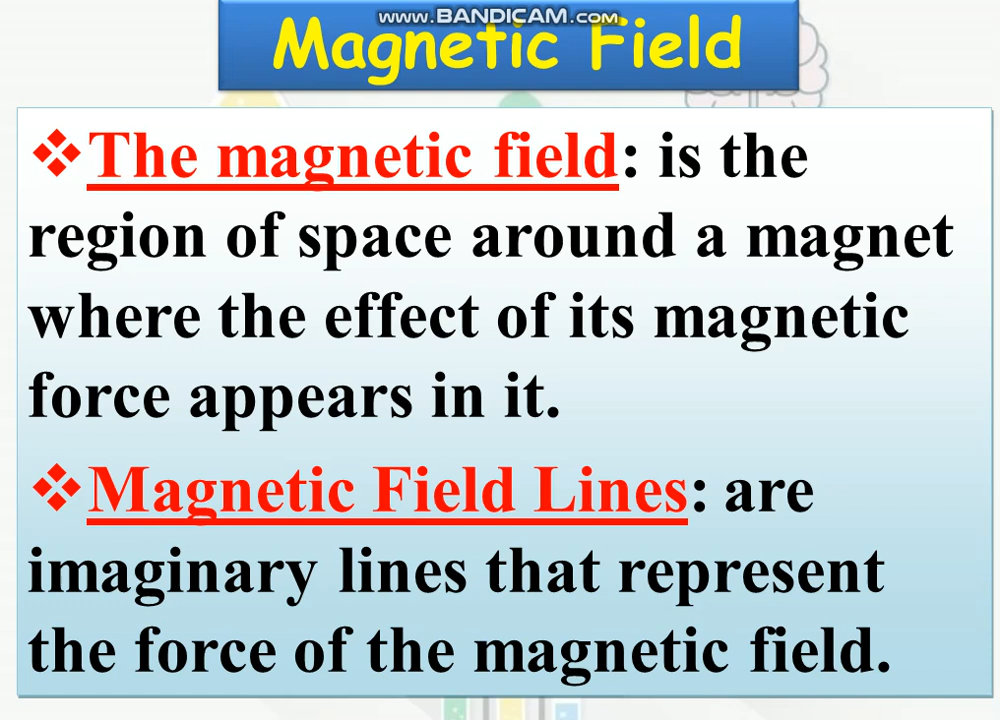 www.BANDICAM.com
Magnetic Field
❖The magnetic field: is the
region of space around a magnet
where the effect of its magnetic
force appears in it.
❖Magnetic Field Lines: are
imaginary lines that represent
the force of the magnetic field.